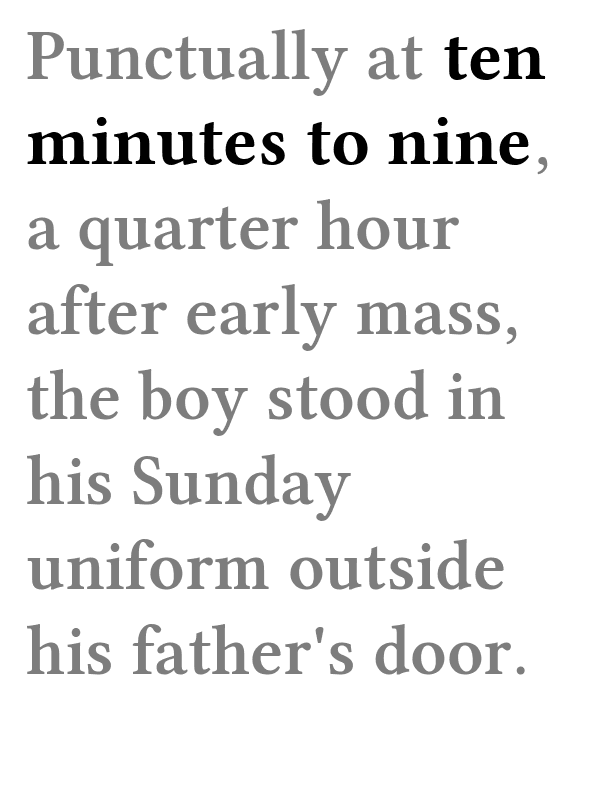 Punctually at ten
minutes to nine,
a quarter hour
after early mass,
the boy stood in
his Sunday
uniform outside
his father's door.